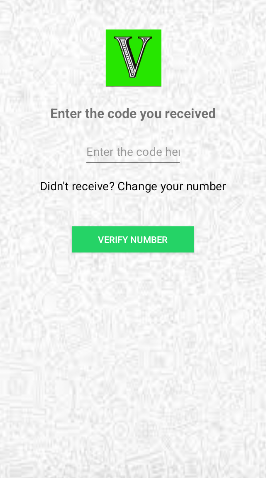 V
Enter the code you received
Enter the code her
Didn't receive? Change your number
VERIFY NUMBER